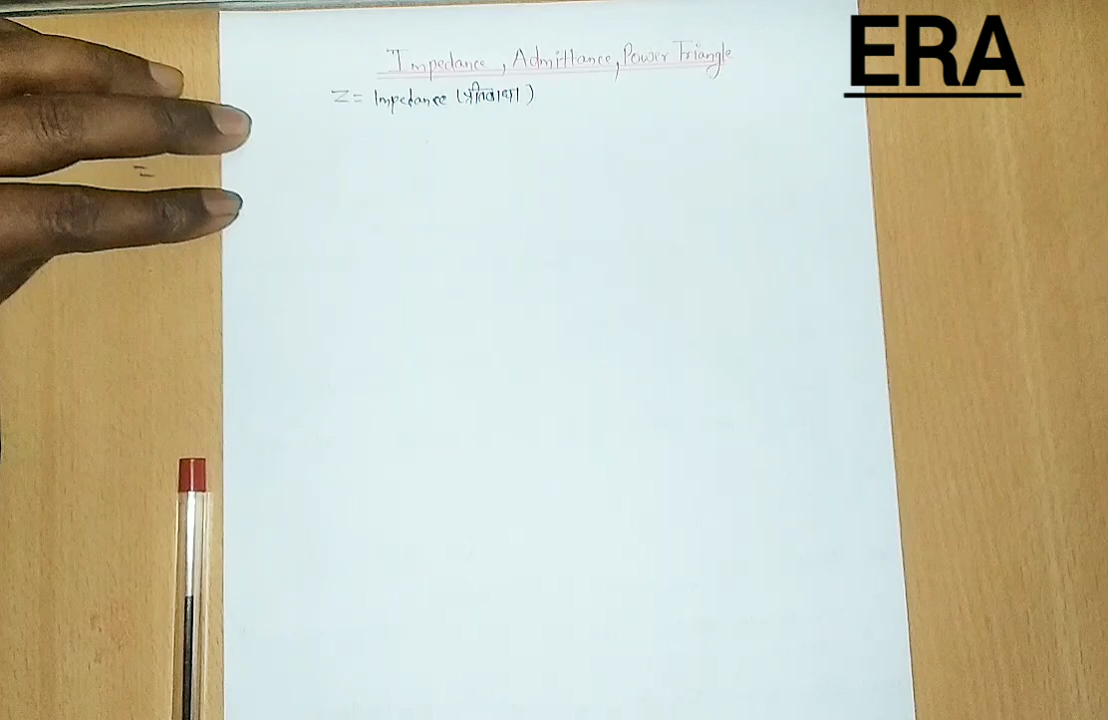 ERA
Impedance, Admittance, Power Triangle
Z = Impedance (प्रतिबाधा)